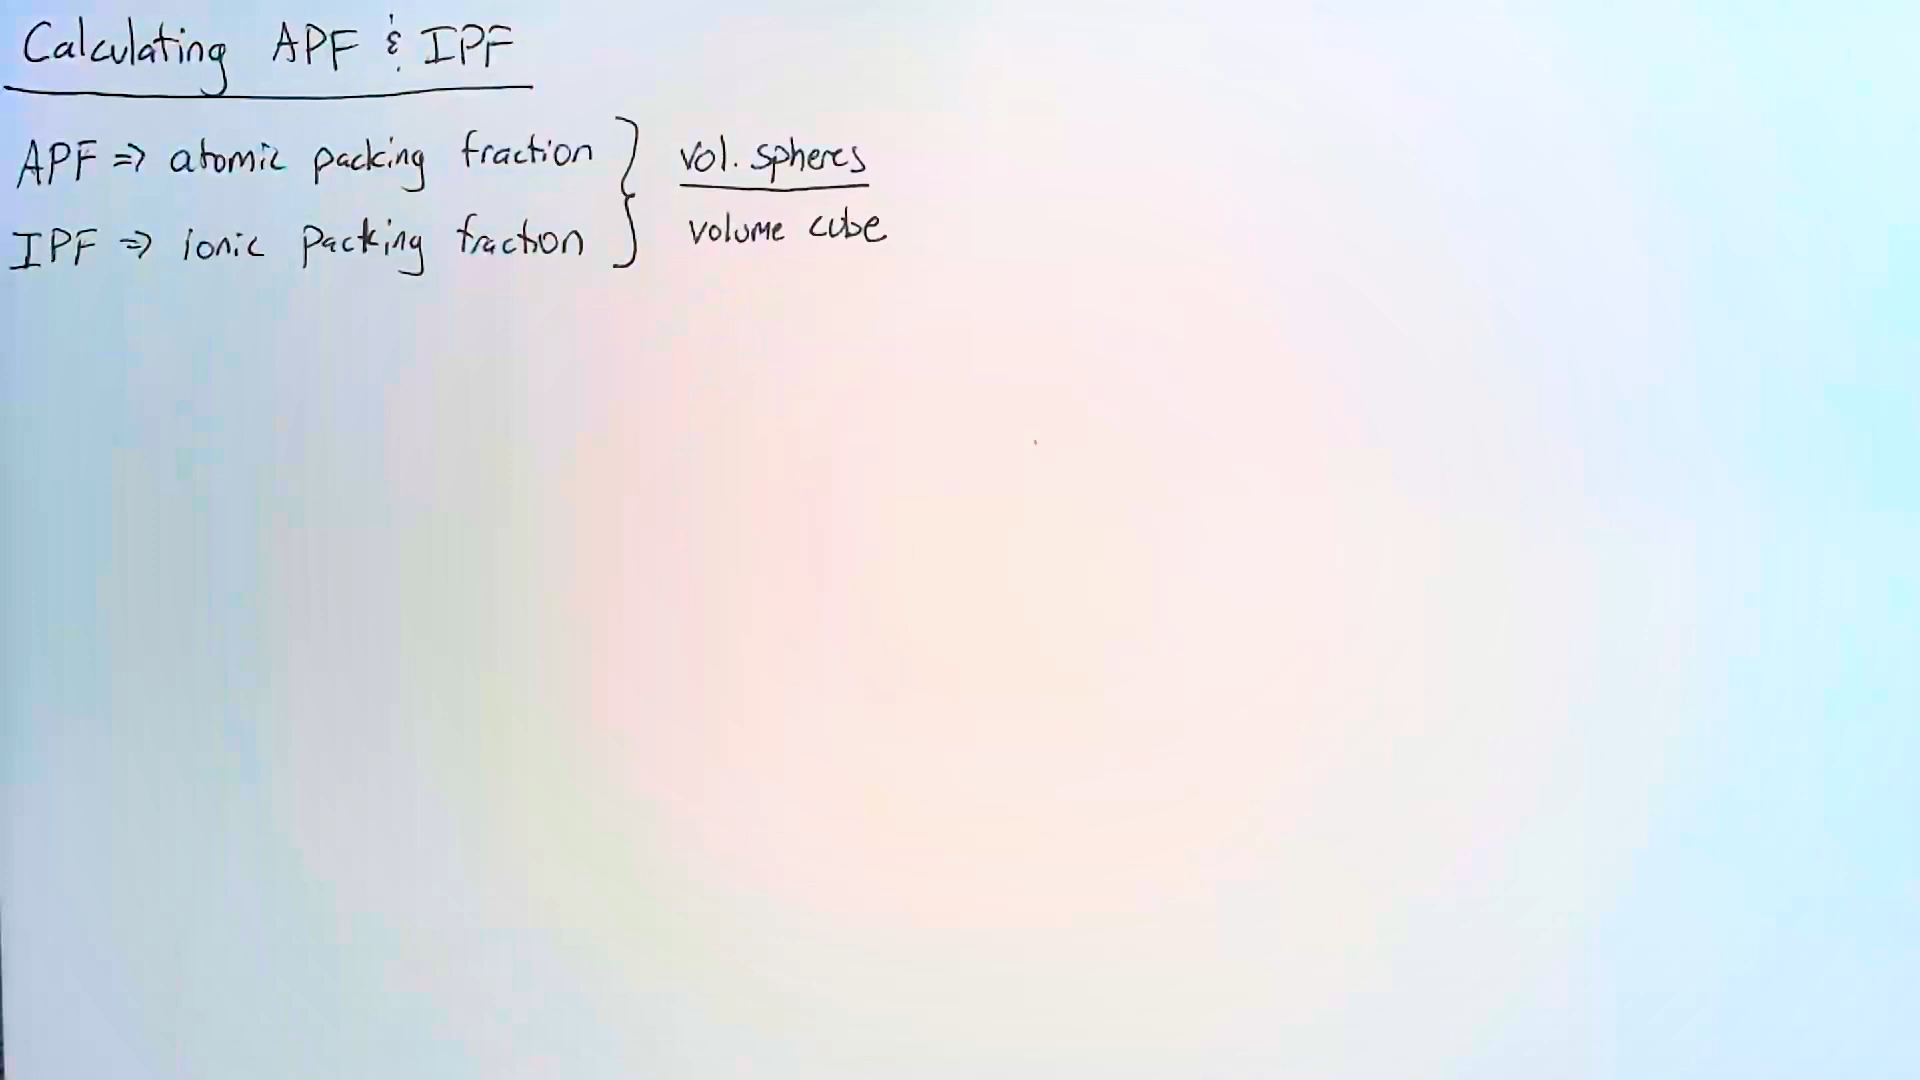 Calculating APF & IPF
APF => atomic packing fraction } vol. spheres
IPF => ionic packing fraction } volume cube